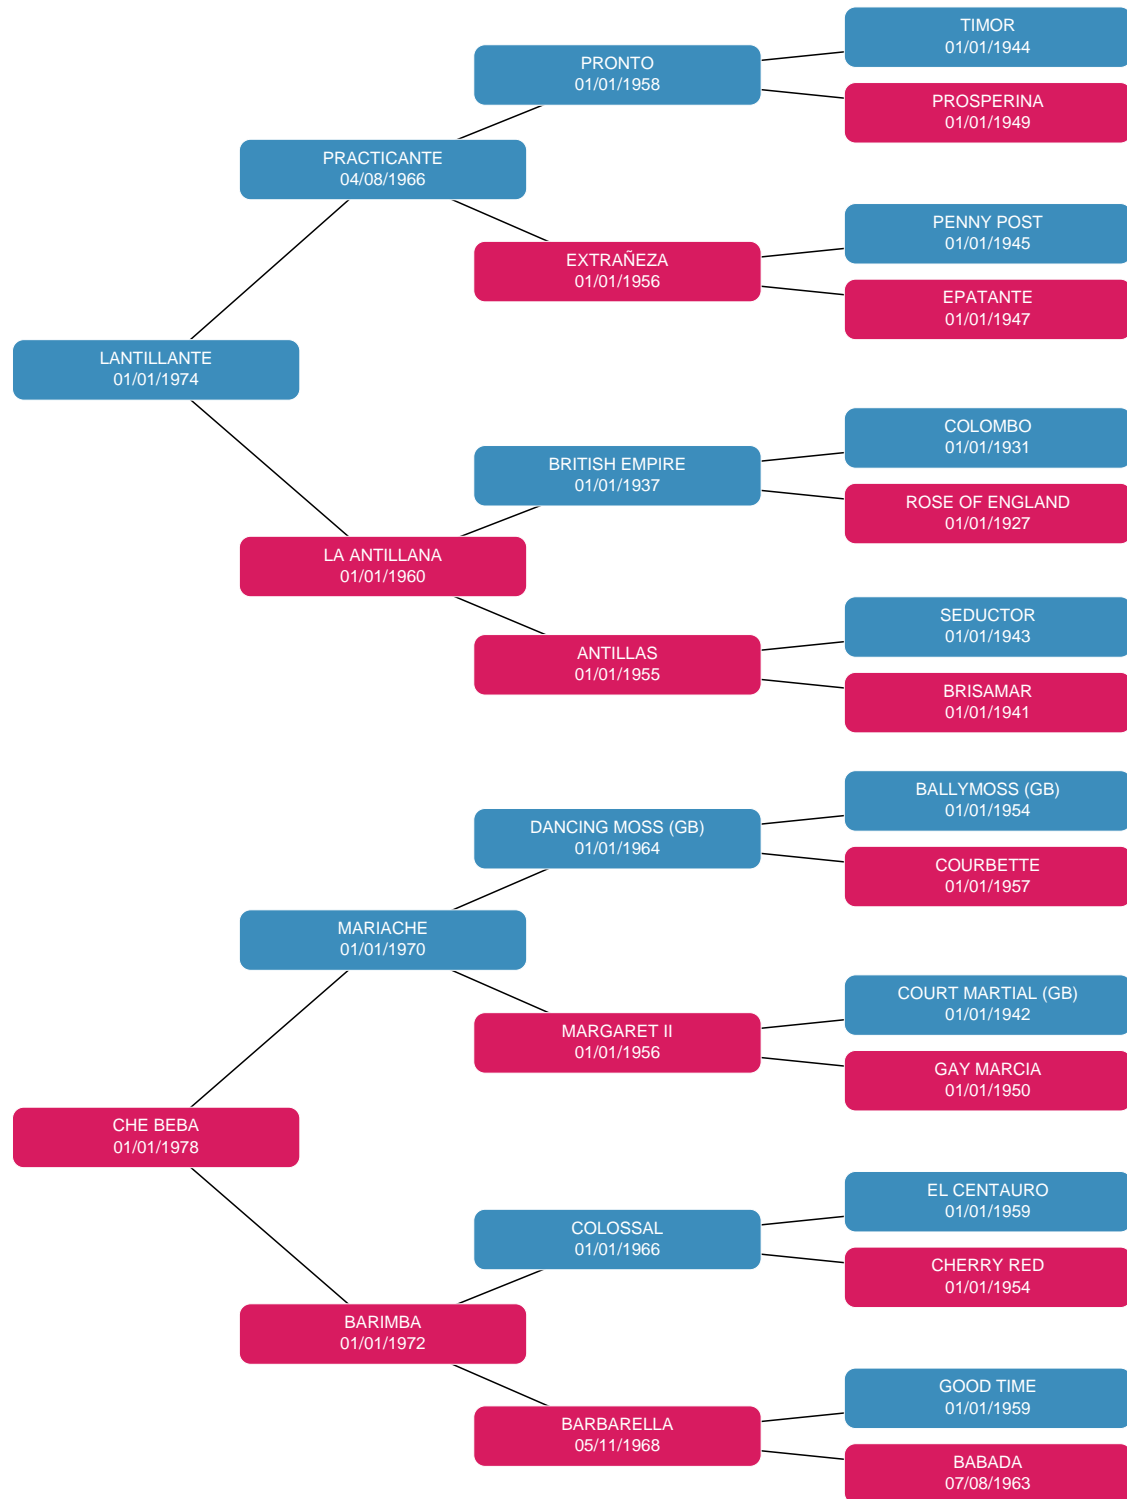 TIMOR
01/01/1944
PRONTO
01/01/1958
PROSPERINA
01/01/1949
PRACTICANTE
04/08/1966
PENNY POST
01/01/1945
EXTRAÑEZA
01/01/1956
EPATANTE
01/01/1947
LANTILLANTE
01/01/1974
COLOMBO
01/01/1931
BRITISH EMPIRE
01/01/1937
ROSE OF ENGLAND
01/01/1927
LA ANTILLANA
01/01/1960
SEDUCTOR
01/01/1943
ANTILLAS
01/01/1955
BRISAMAR
01/01/1941
BALLYMOSS (GB)
01/01/1954
DANCING MOSS (GB)
01/01/1964
COURBETTE
01/01/1957
MARIACHE
01/01/1970
COURT MARTIAL (GB)
01/01/1942
MARGARET II
01/01/1956
GAY MARCIA
01/01/1950
CHE BEBA
01/01/1978
EL CENTAURO
01/01/1959
COLOSSAL
01/01/1966
CHERRY RED
01/01/1954
BARIMBA
01/01/1972
GOOD TIME
01/01/1959
BARBARELLA
05/11/1968
BABADA
07/08/1963